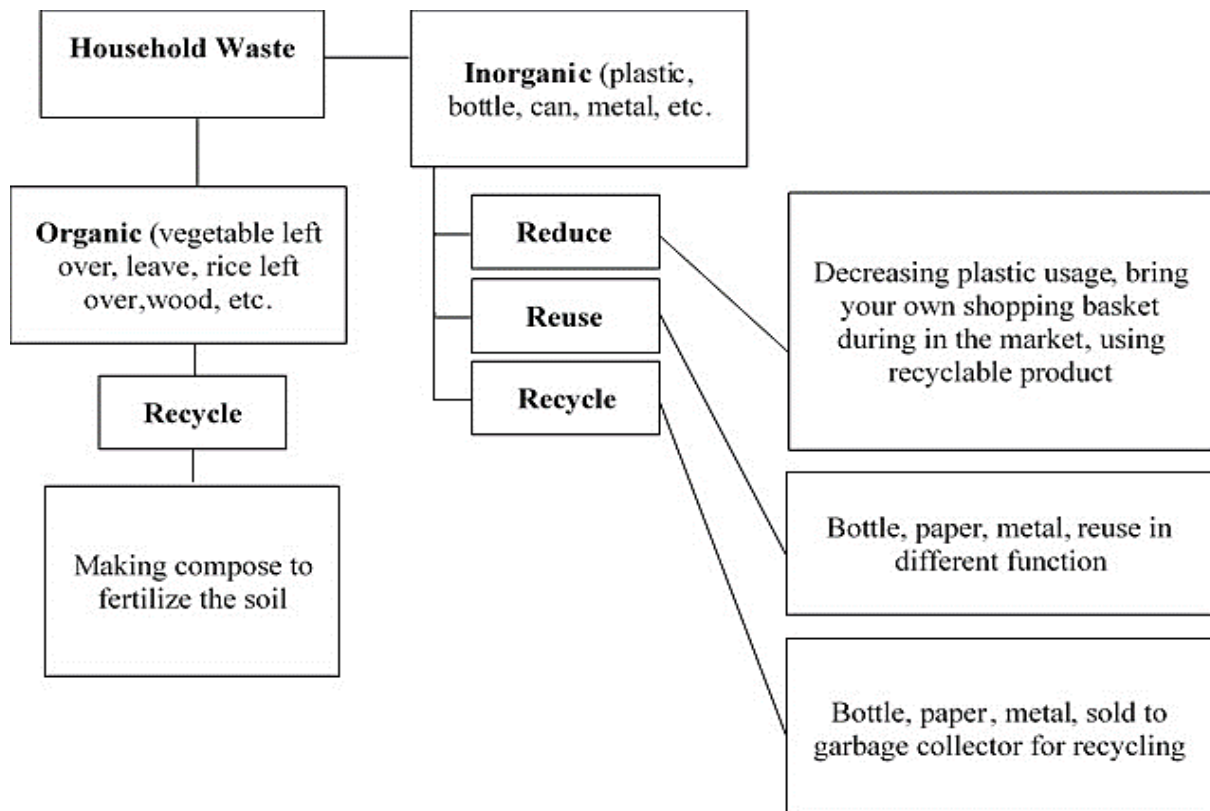 Household Waste
Inorganic (plastic,
bottle, can, metal, etc.
Organic (vegetable left
over, leave, rice left
over,wood, etc.
Recycle
Making compose to
fertilize the soil
Reduce
Reuse
Recycle
Decreasing plastic usage, bring
your own shopping basket
during in the market, using
recyclable product
Bottle, paper, metal, reuse in
different function
Bottle, paper, metal, sold to
garbage collector for recycling